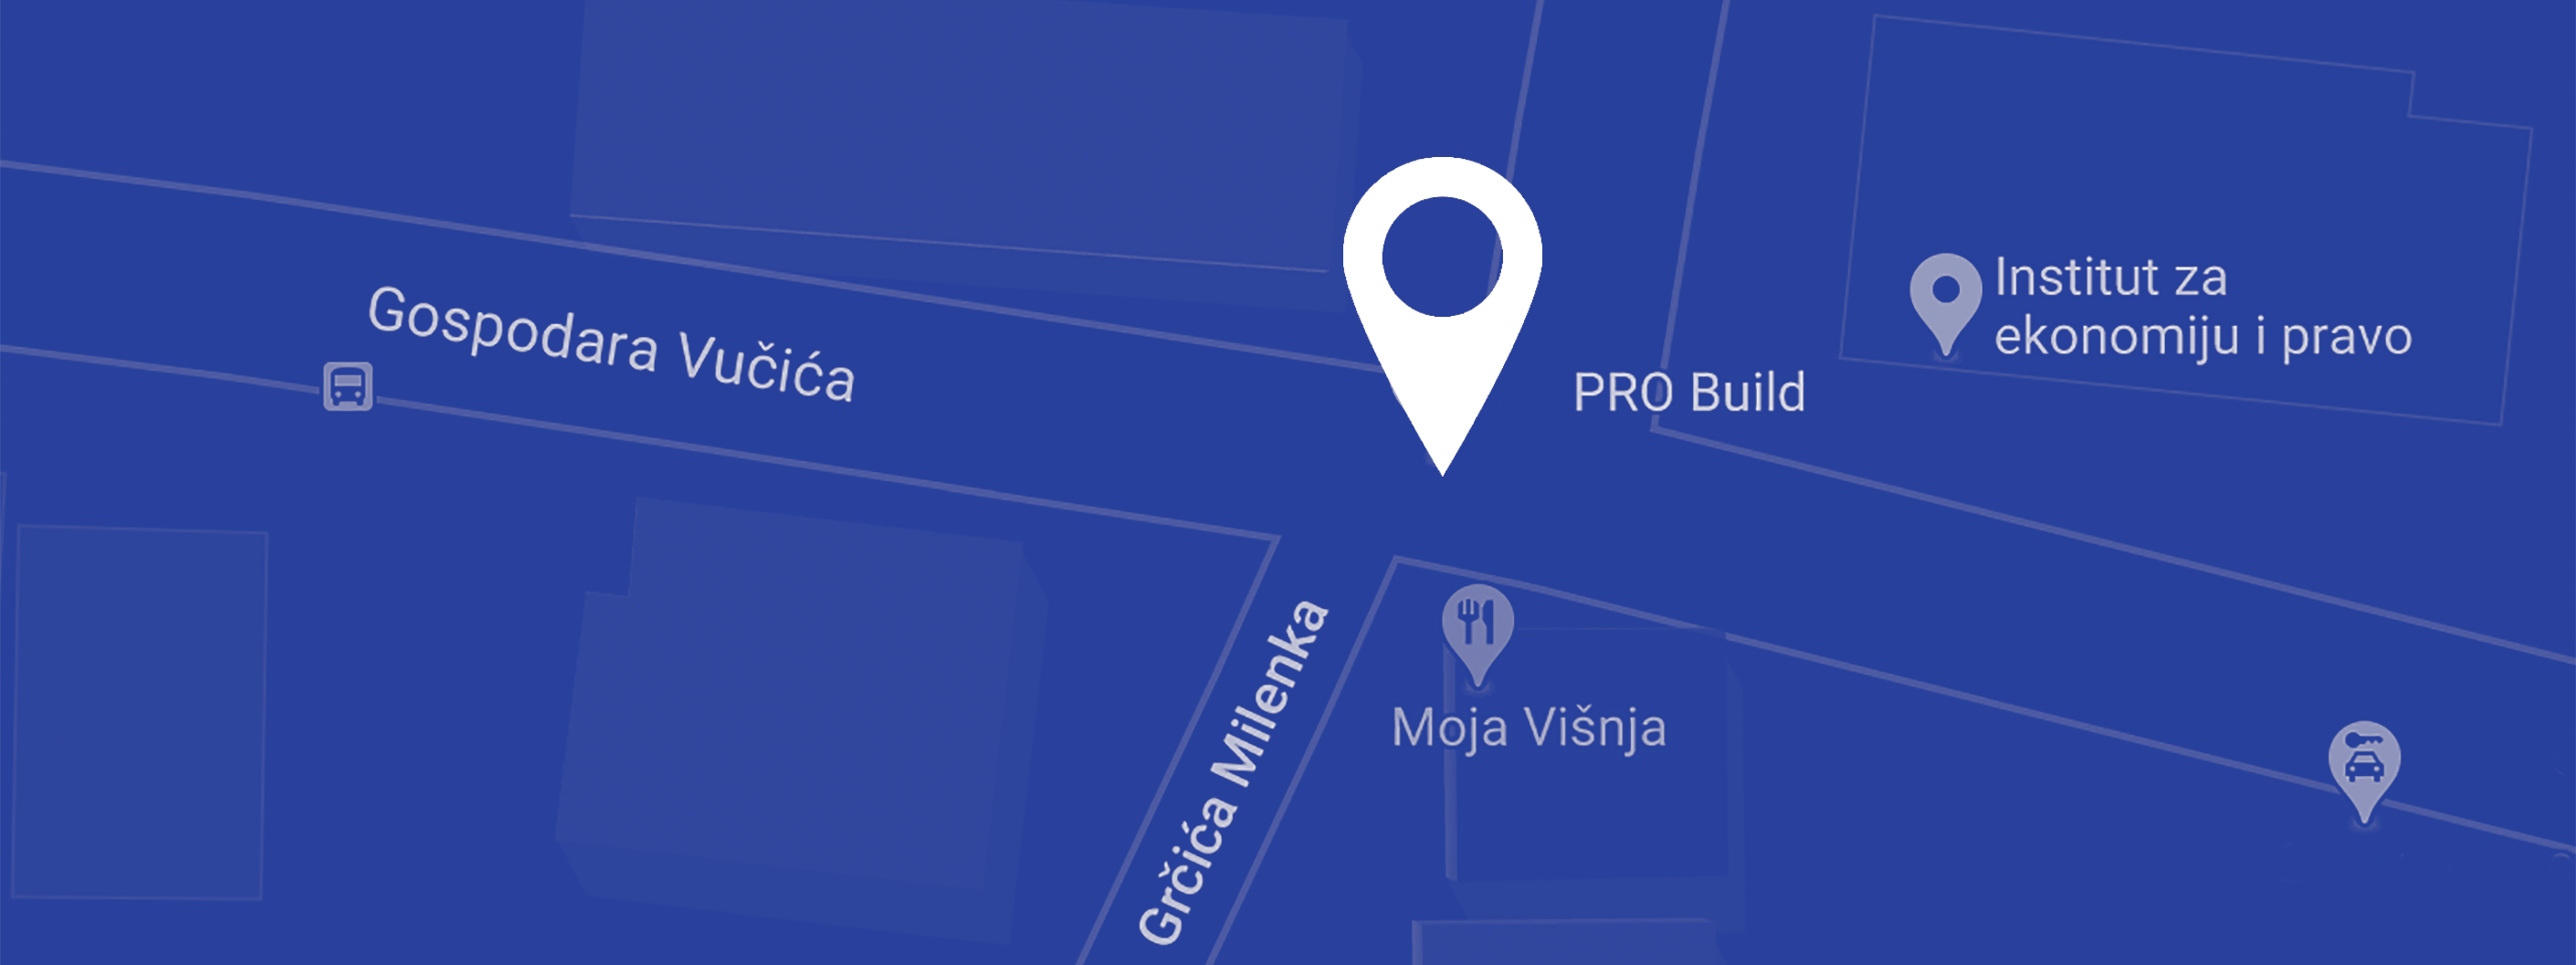 Institut za
ekonomiju i pravo
Gospodara Vučića
PRO Build
Moja Višnja
Grčića Milenka